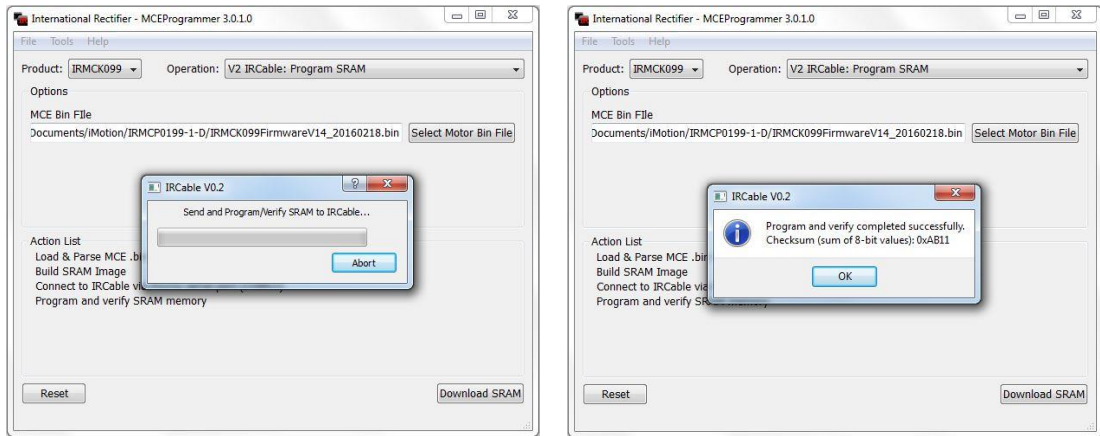 International Rectifier - MCEProgrammer 3.0.1.0
File Tools Help
Product: IRMCK099 Operation: V2 IRCable: Program SRAM
Options
MCE Bin FIle
Documents/iMotion/IRMCP0199-1-D/IRMCK099FirmwareV14_20160218.bin Select Motor Bin File
IRCable V0.2
Send and Program/Verify SRAM to IRCable...
Abort
Action List
Load & Parse MCE .bi
Build SRAM Image
Connect to IRCable via
Program and verify SRAM memory
Reset Download SRAM
International Rectifier - MCEProgrammer 3.0.1.0
File Tools Help
Product: IRMCK099 Operation: V2 IRCable: Program SRAM
Options
MCE Bin FIle
Documents/iMotion/IRMCP0199-1-D/IRMCK099FirmwareV14_20160218.bin Select Motor Bin File
IRCable V0.2
Program and verify completed successfully.
Checksum (sum of 8-bit values): 0xAB11
OK
Action List
Load & Parse MCE .b
Build SRAM Image
Connect to IRCable via
Program and verify SRAM memory
Reset Download SRAM